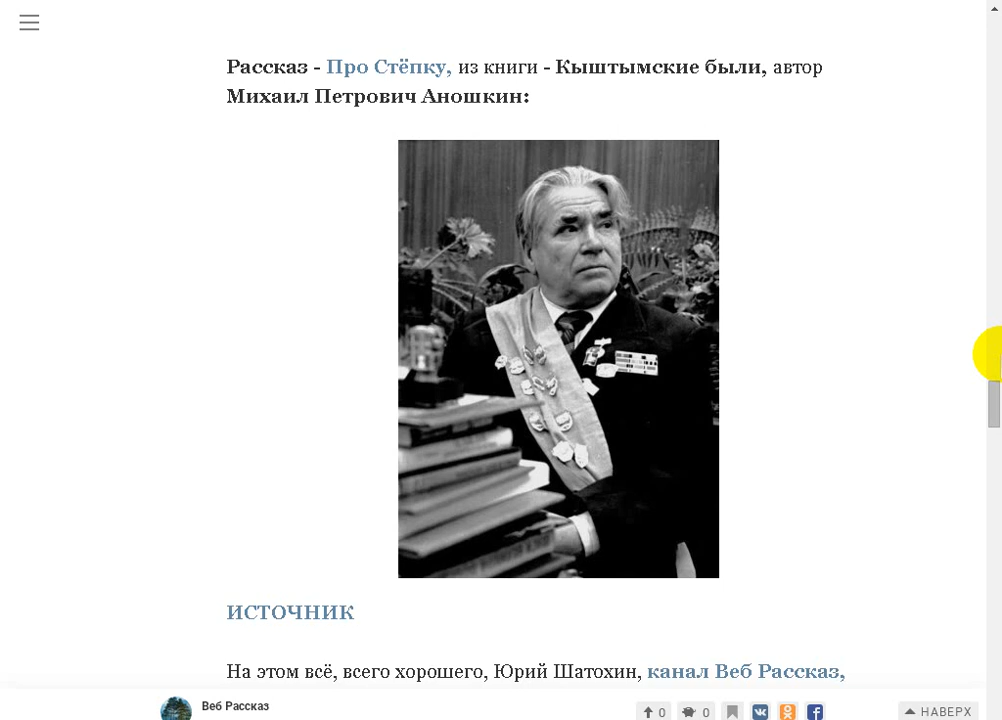 Рассказ - Про Стёпку, из книги - Кыштымские были, автор
Михаил Петрович Аношкин:
ИСТОЧНИК
На этом всё, всего хорошего, Юрий Шатохин, канал Веб Рассказ,
Веб Рассказ
0
0
НАВЕРХ